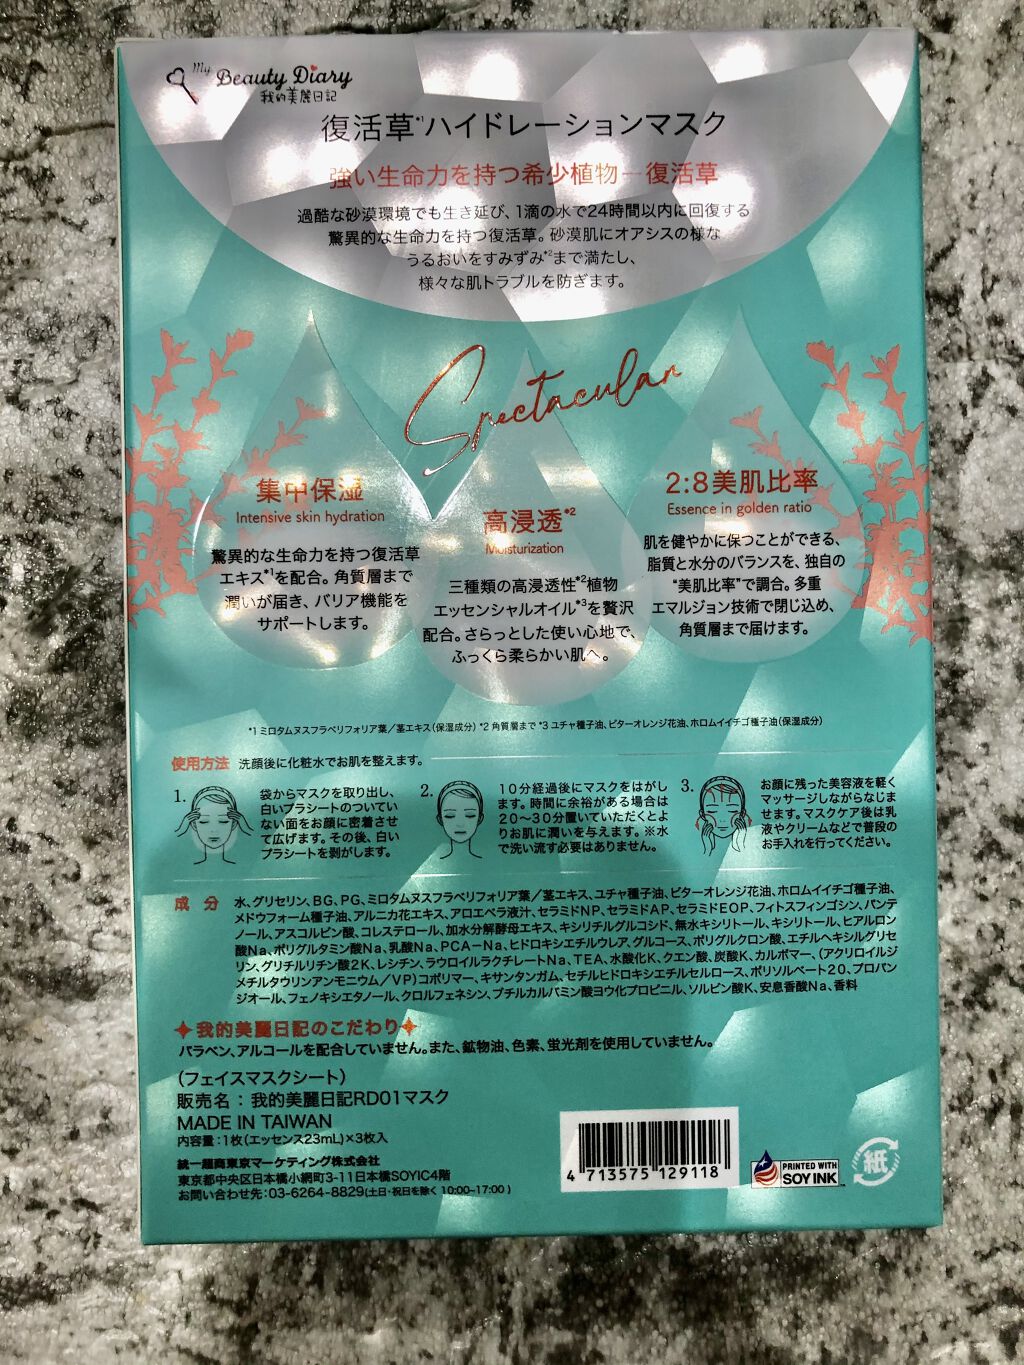 My Beauty Diary
我的美麗日記
復活草*1ハイドレーションマスク
強い生命力を持つ希少植物ー復活草
過酷な砂漠環境でも生き延び、1滴の水で24時間以内に回復する
驚異的な生命力を持つ復活草。砂漠肌にオアシスの様な
うるおいをすみずみ*2まで満たし、
様々な肌トラブルを防ぎます。
Spectacular
集中保湿
Intensive skin hydration
驚異的な生命力を持つ復活草
エキス*1を配合。角質層まで
潤いが届き、バリア機能を
サポートします。
高浸透*2
Moisturization
三種類の高浸透性*2植物
エッセンシャルオイル*3を贅沢
配合。さらっとした使い心地で、
ふっくら柔らかい肌へ。
2:8美肌比率
Essence in golden ratio
肌を健やかに保つことができる、
脂質と水分のバランスを、独自の
“美肌比率”で調合。多重
エマルジョン技術で閉じ込め、
角質層まで届けます。
*1 ミロタムヌスフラベリフォリア葉/茎エキス(保湿成分) *2 角質層まで *3 ユチャ種子油、ビターオレンジ花油、ホロムイイチゴ種子油(保湿成分)
使用方法 洗顔後に化粧水でお肌を整えます。
1. 袋からマスクを取り出し、
白いプラシートのついてい
ない面をお顔に密着させ
て広げます。その後、白い
プラシートを剥がします。
2. 10分経過後にマスクをはがし
ます。時間に余裕がある場合は
20〜30分置いていただくとよ
りお肌に潤いを与えます。※水
で洗い流す必要はありません。
3. お顔に残った美容液を軽く
マッサージしながらなじま
せます。マスクケア後は乳
液やクリームなどで普段の
お手入れを行ってください。
成分 水、グリセリン、BG、PG、ミロタムヌスフラベリフォリア葉/茎エキス、ユチャ種子油、ビターオレンジ花油、ホロムイイチゴ種子油、
メドウフォーム種子油、アルニカ花エキス、アロエベラ液汁、セラミドNP、セラミドAP、セラミドEOP、フィトスフィンゴシン、パンテ
ノール、アスコルビン酸、コレステロール、加水分解酵母エキス、キシリチルグルコシド、無水キシリトール、キシリトール、ヒアルロン
酸Na、ポリグルタミン酸Na、乳酸Na、PCA-Na、ヒドロキシエチルウレア、グルコース、ポリグルクロン酸、エチルヘキシルグリセ
リン、グリチルリチン酸2K、レシチン、ラウロイルラクチレートNa、TEA、水酸化K、クエン酸、炭酸K、カルボマー、(アクリロイルジ
メチルタウリンアンモニウム/VP)コポリマー、キサンタンガム、セチルヒドロキシエチルセルロース、ポリソルベート20、プロパン
ジオール、フェノキシエタノール、クロルフェネシン、ブチルカルバミン酸ヨウ化プロピニル、ソルビン酸K、安息香酸Na、香料
我的美麗日記のこだわり
パラベン、アルコールを配合していません。また、鉱物油、色素、蛍光剤を使用していません。
(フェイスマスクシート)
販売名:我的美麗日記RD01マスク
MADE IN TAIWAN
内容量:1枚(エッセンス23mL)×3枚入
統一超商東京マーケティング株式会社
東京都中央区日本橋小網町3-11日本橋SOYIC4階
お問い合わせ先:03-6264-8829(土日・祝日を除く 10:00-17:00)
4 713575 129118
PRINTED WITH
SOY INK
紙